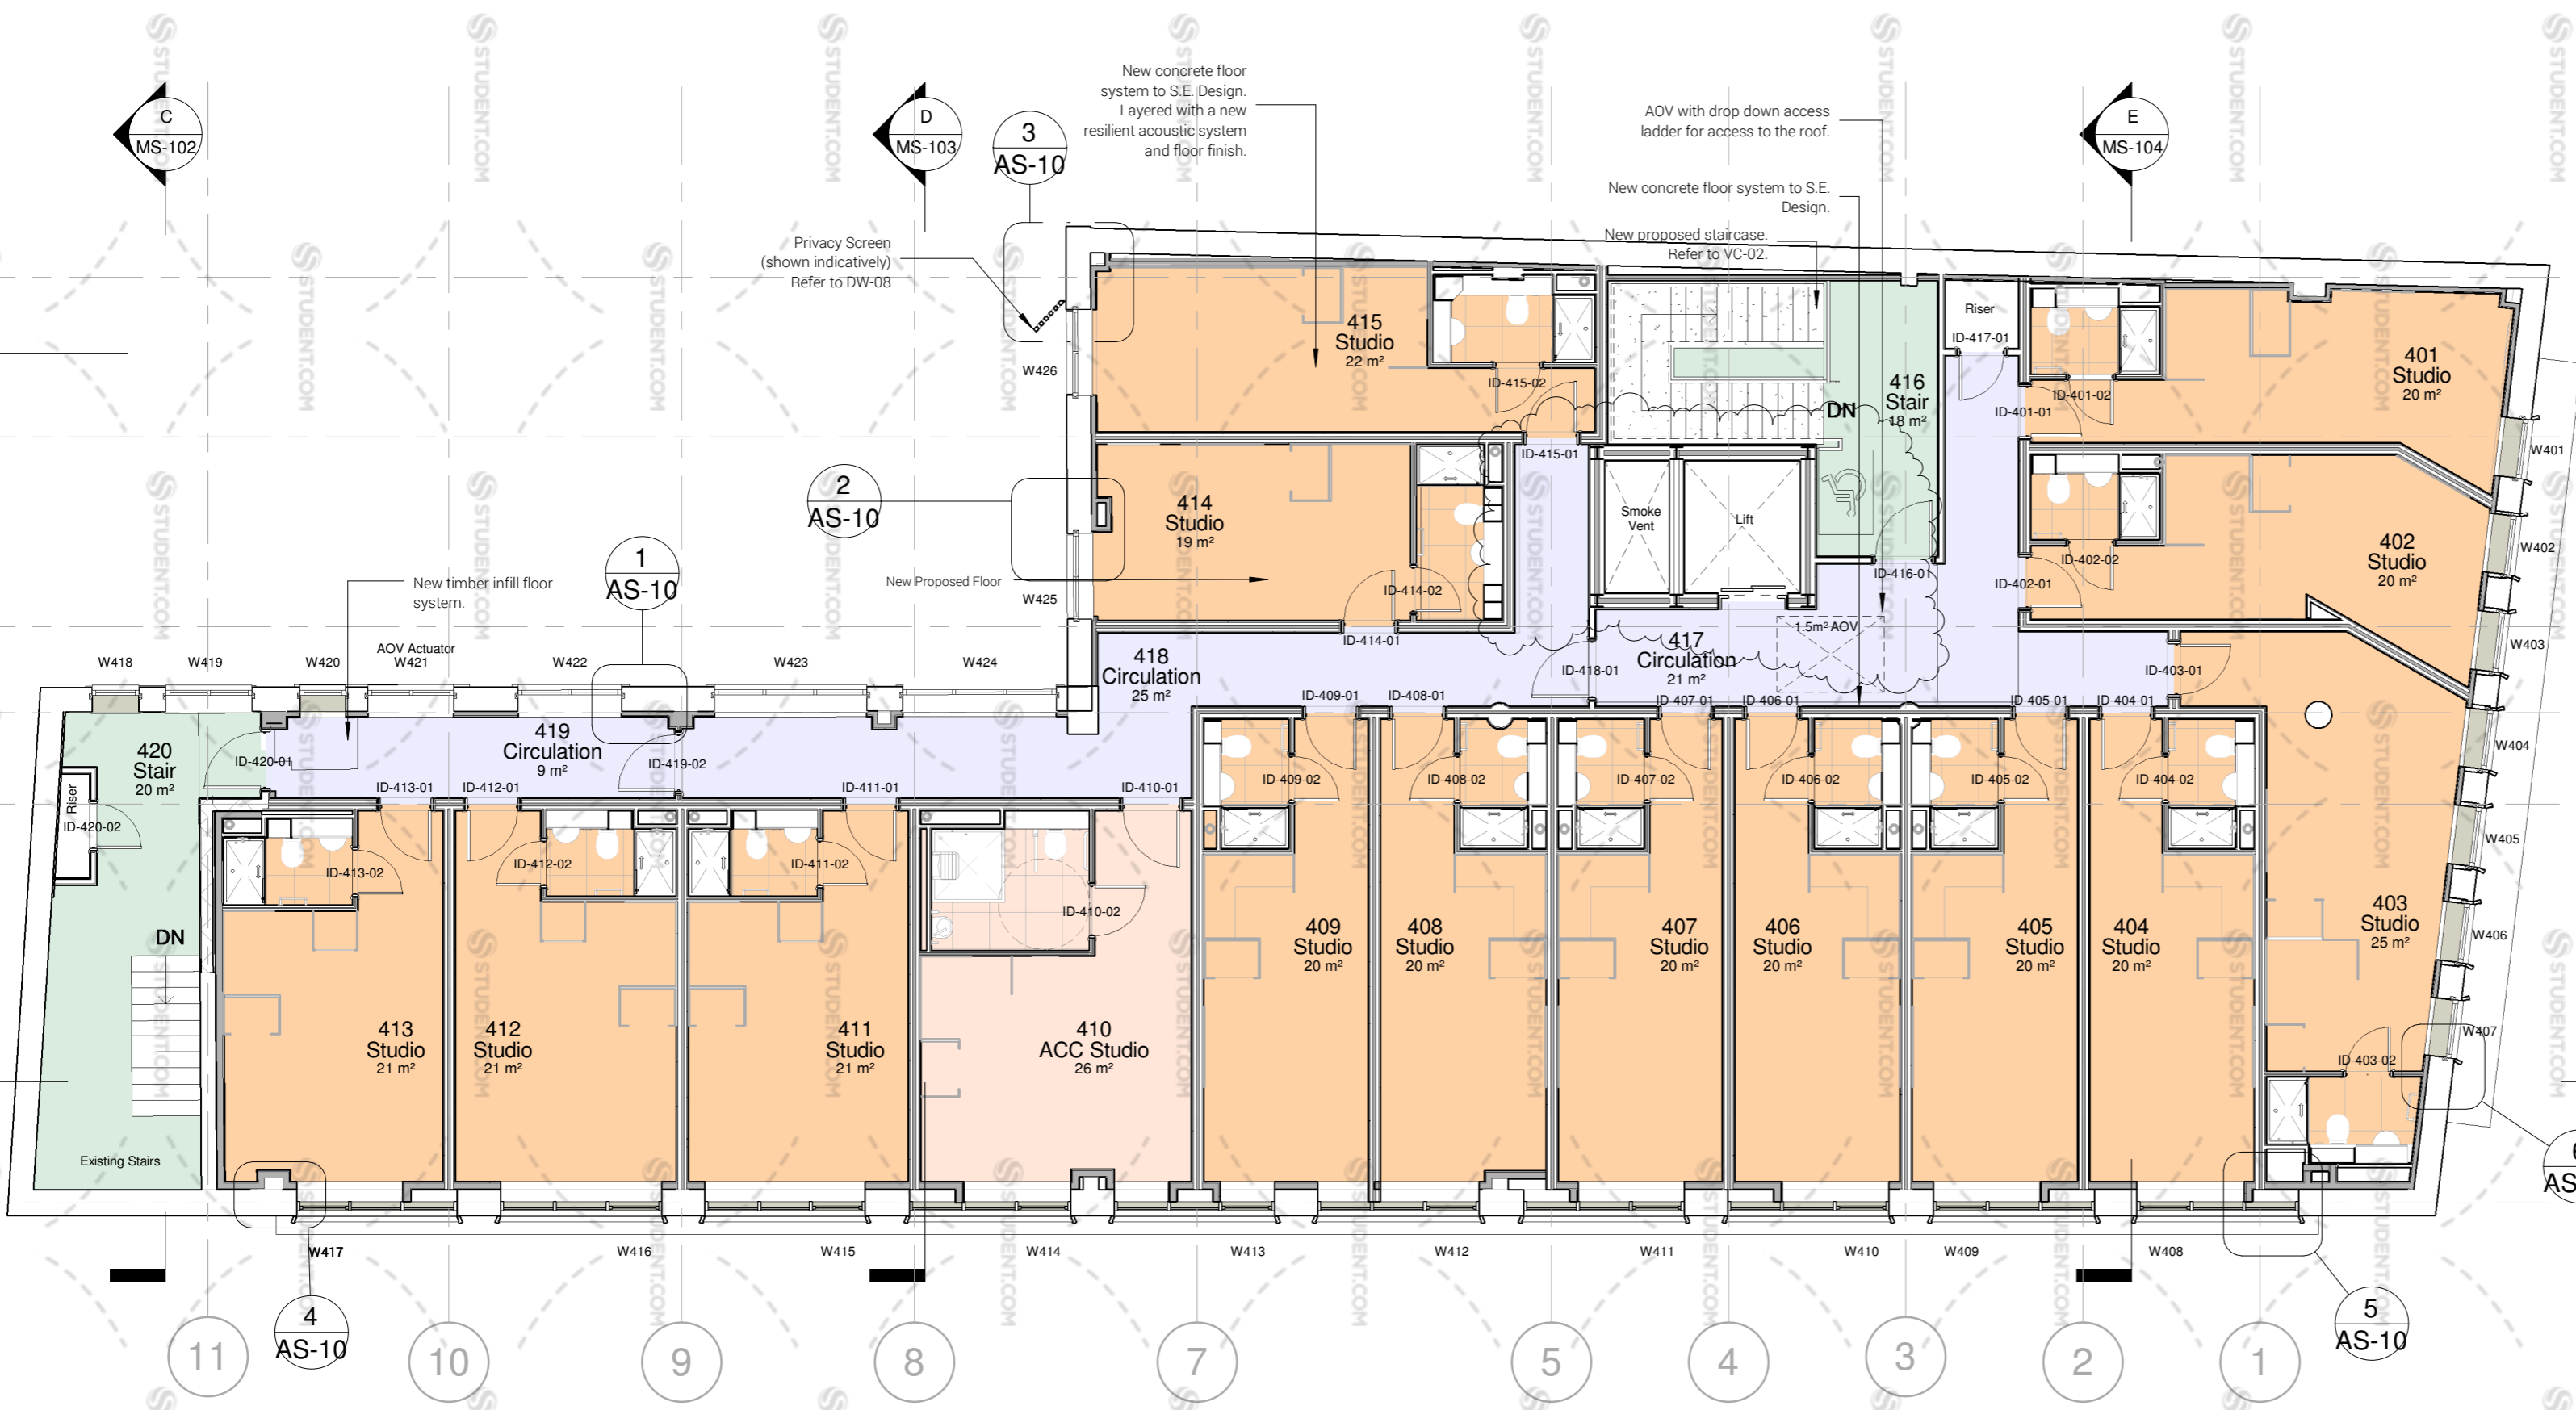 C
MS-102
D
MS-103
3
AS-10
New concrete floor
system to S.E. Design.
Layered with a new
resilient acoustic system
and floor finish.
AOV with drop down access
ladder for access to the roof.
E
MS-104
New concrete floor system to S.E.
Design.
New proposed staircase.
Refer to VC-02.
Privacy Screen
(shown indicatively)
Refer to DW-08
415
Studio
22 m²
ID-415-02
ID-415-01
W426
416
Stair
18 m²
DN
Riser
ID-417-01
ID-401-01
ID-401-02
401
Studio
20 m²
W401
2
AS-10
414
Studio
19 m²
ID-414-02
ID-414-01
W425
New Proposed Floor
Smoke
Vent
Lift
ID-416-01
ID-402-01
ID-402-02
402
Studio
20 m²
W402
W403
1
AS-10
New timber infill floor
system.
AOV Actuator
W418
W419
W420
W421
W422
W423
W424
418
Circulation
25 m²
ID-418-01
417
Circulation
21 m²
1.5m² AOV
ID-403-01
W404
W405
W406
W407
420
Stair
20 m²
Riser
ID-420-02
ID-420-01
DN
Existing Stairs
419
Circulation
9 m²
ID-419-02
ID-413-01
ID-412-01
ID-411-01
ID-410-01
ID-409-01
ID-408-01
ID-407-01
ID-406-01
ID-405-01
ID-404-01
ID-413-02
ID-412-02
ID-411-02
ID-410-02
ID-409-02
ID-408-02
ID-407-02
ID-406-02
ID-405-02
ID-404-02
413
Studio
21 m²
412
Studio
21 m²
411
Studio
21 m²
410
ACC Studio
26 m²
409
Studio
20 m²
408
Studio
20 m²
407
Studio
20 m²
406
Studio
20 m²
405
Studio
20 m²
404
Studio
20 m²
403
Studio
25 m²
ID-403-02
W417
W416
W415
W414
W413
W412
W411
W410
W409
W408
4
AS-10
5
AS-10
11
10
9
8
7
5
4
3
2
1
STUDENT.COM